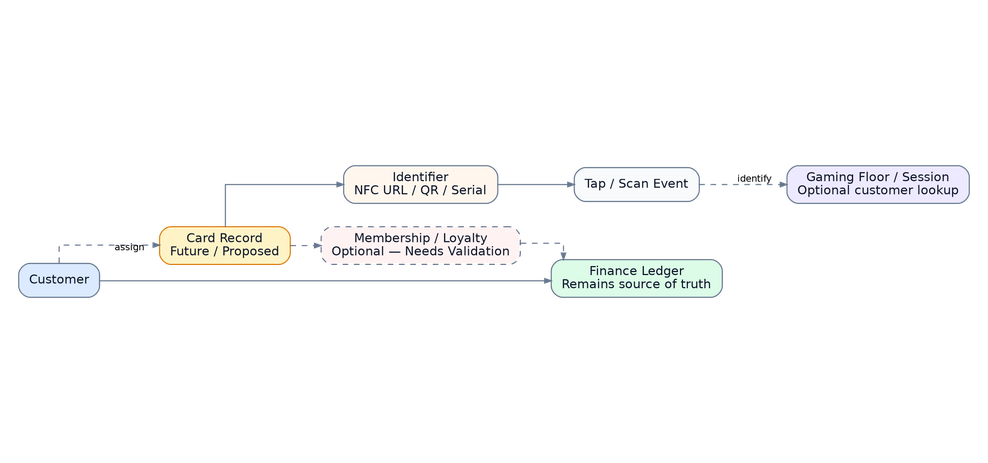 Identifier
NFC URL / QR / Serial
Tap / Scan Event
identify
Gaming Floor / Session
Optional customer lookup
assign
Card Record
Future / Proposed
Membership / Loyalty
Optional — Needs Validation
Customer
Finance Ledger
Remains source of truth